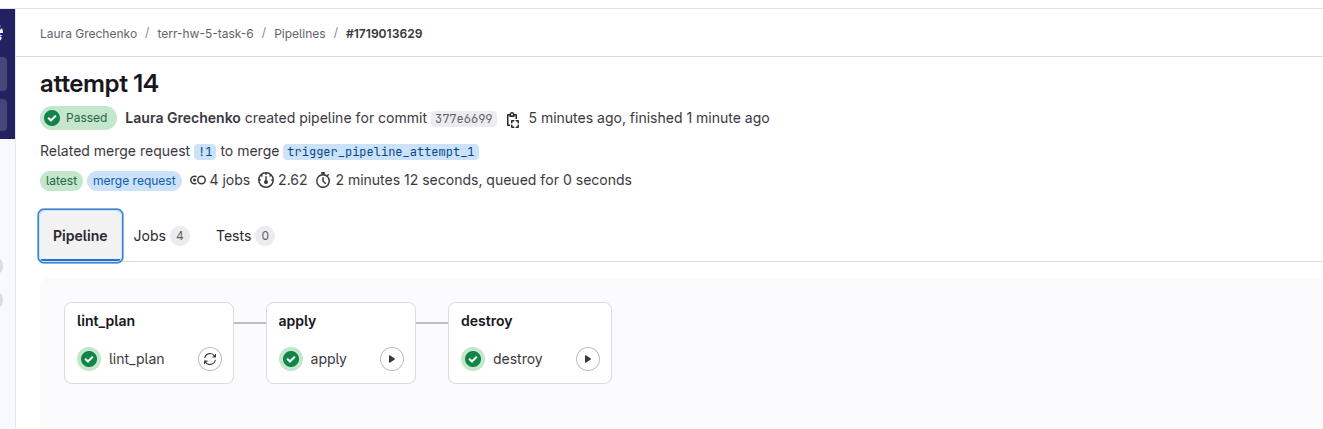 Laura Grechenko / terr-hw-5-task-6 / Pipelines / #1719013629
attempt 14
Passed Laura Grechenko created pipeline for commit 377e6699 5 minutes ago, finished 1 minute ago
Related merge request !1 to merge trigger_pipeline_attempt_1
latest merge request 4 jobs 2.62 2 minutes 12 seconds, queued for 0 seconds
Pipeline Jobs 4 Tests 0
lint_plan apply destroy
lint_plan apply destroy